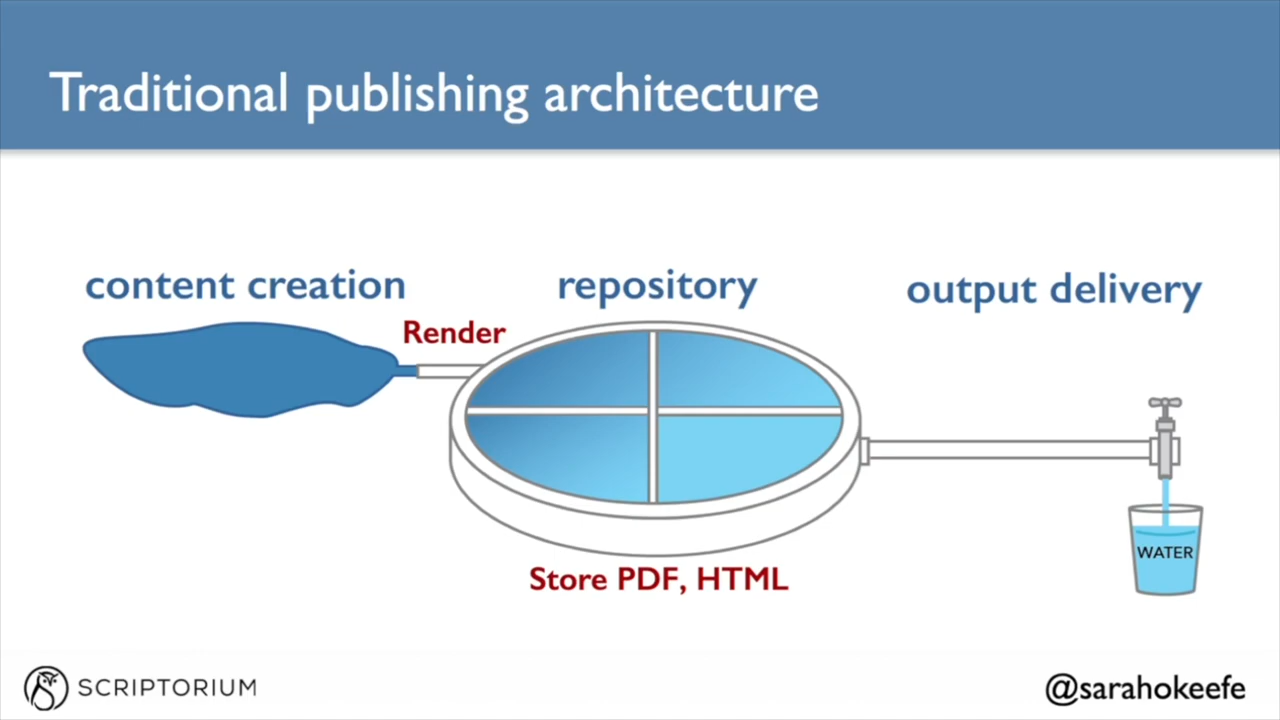 Traditional publishing architecture
content creation
repository
output delivery
Render
WATER
Store PDF, HTML
SCRIPTORIUM
@sarahokeefe